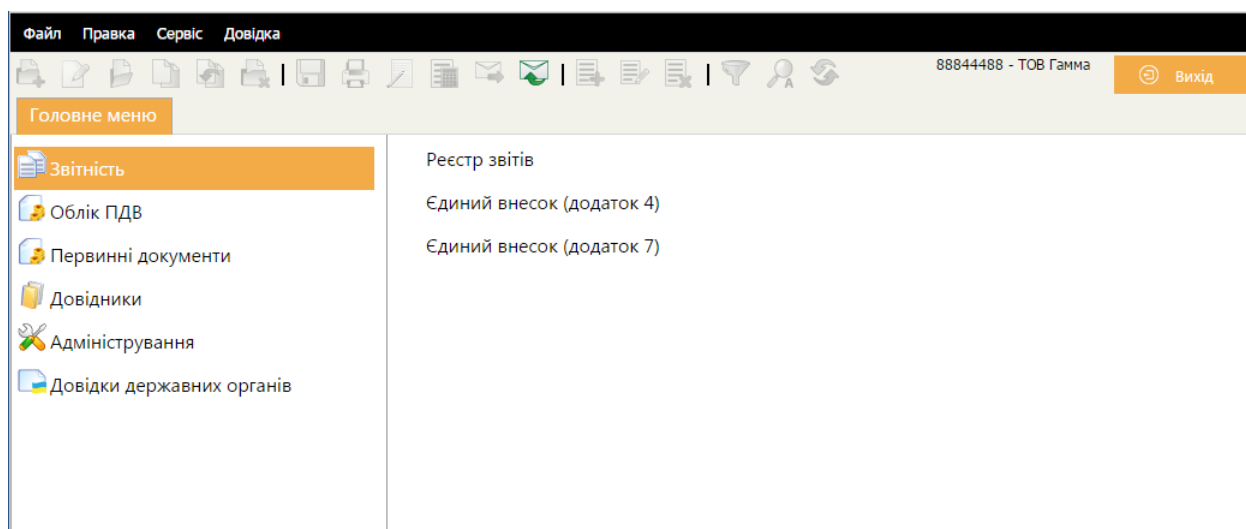 Файл Правка Сервіс Довідка
88844488 - ТОВ Гамма
Вихід
Головне меню
Звітність
Облік ПДВ
Первинні документи
Довідники
Адміністрування
Довідки державних органів
Реєстр звітів
Єдиний внесок (додаток 4)
Єдиний внесок (додаток 7)